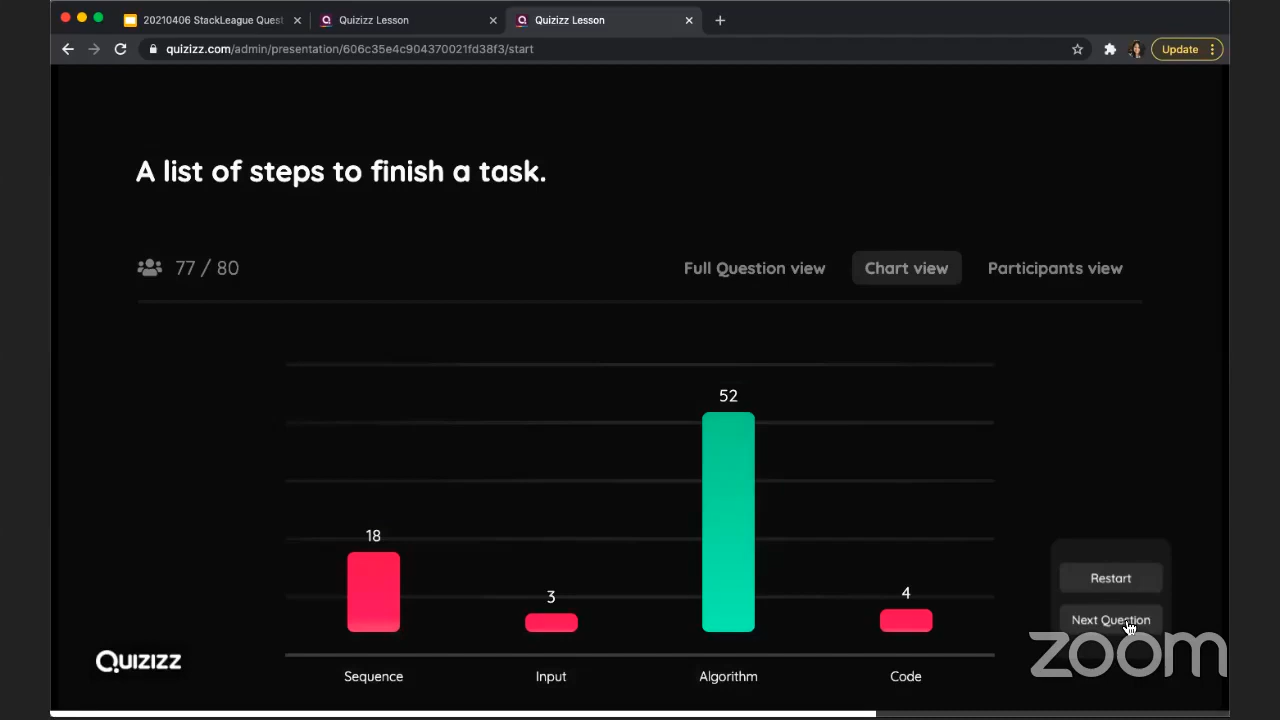 20210406 StackLeague Quest
Quizizz Lesson
Quizizz Lesson
quizizz.com/admin/presentation/606c35e4c904370021fd38f3/start
Update
A list of steps to finish a task.
77 / 80
Full Question view
Chart view
Participants view
52
18
3
4
Restart
Next Question
zoom
Quizizz
Sequence
Input
Algorithm
Code